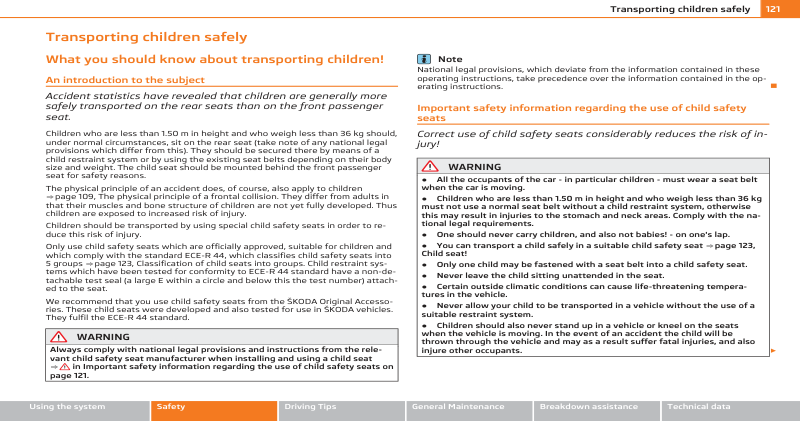 Transporting children safely
121
Transporting children safely
What you should know about transporting children!
An introduction to the subject
Accident statistics have revealed that children are generally more
safely transported on the rear seats than on the front passenger
seat.
Children who are less than 1.50 m in height and who weigh less than 36 kg should,
under normal circumstances, sit on the rear seat (take note of any national legal
provisions which differ from this). They should be secured there by means of a
child restraint system or by using the existing seat belts depending on their body
size and weight. The child seat should be mounted behind the front passenger
seat for safety reasons.
The physical principle of an accident does, of course, also apply to children
⇒ page 109, The physical principle of a frontal collision. They differ from adults in
that their muscles and bone structure of children are not yet fully developed. Thus
children are exposed to increased risk of injury.
Children should be transported by using special child safety seats in order to re-
duce this risk of injury.
Only use child safety seats which are officially approved, suitable for children and
which comply with the standard ECE-R 44, which classifies child safety seats into
5 groups ⇒ page 123, Classification of child seats into groups. Child restraint sys-
tems which have been tested for conformity to ECE-R 44 standard have a non-de-
tachable test seal (a large E within a circle and below this the test number) attach-
ed to the seat.
We recommend that you use child safety seats from the ŠKODA Original Accesso-
ries. These child seats were developed and also tested for use in ŠKODA vehicles.
They fulfil the ECE-R 44 standard.
WARNING
Always comply with national legal provisions and instructions from the rele-
vant child safety seat manufacturer when installing and using a child seat
⇒ in Important safety information regarding the use of child safety seats on
page 121.
Note
National legal provisions, which deviate from the information contained in these
operating instructions, take precedence over the information contained in the op-
erating instructions.
Important safety information regarding the use of child safety
seats
Correct use of child safety seats considerably reduces the risk of in-
jury!
WARNING
● All the occupants of the car - in particular children - must wear a seat belt
when the car is moving.
● Children who are less than 1.50 m in height and who weigh less than 36 kg
must not use a normal seat belt without a child restraint system, otherwise
this may result in injuries to the stomach and neck areas. Comply with the na-
tional legal requirements.
● One should never carry children, and also not babies! - on one's lap.
● You can transport a child safely in a suitable child safety seat ⇒ page 123,
Child seat!
● Only one child may be fastened with a seat belt into a child safety seat.
● Never leave the child sitting unattended in the seat.
● Certain outside climatic conditions can cause life-threatening tempera-
tures in the vehicle.
● Never allow your child to be transported in a vehicle without the use of a
suitable restraint system.
● Children should also never stand up in a vehicle or kneel on the seats
when the vehicle is moving. In the event of an accident the child will be
thrown through the vehicle and may as a result suffer fatal injuries, and also
injure other occupants.
Using the system
Safety
Driving Tips
General Maintenance
Breakdown assistance
Technical data